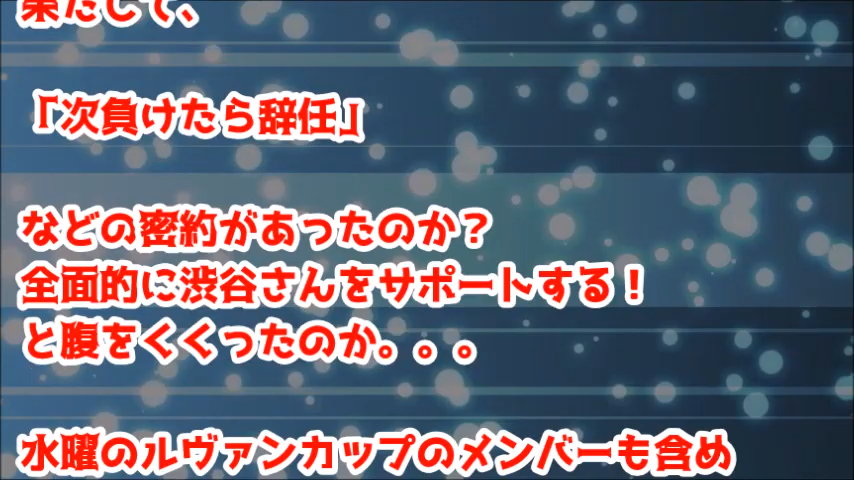 果たして、
「次負けたら辞任」
などの密約があったのか？
全面的に渋谷さんをサポートする！
と腹をくくったのか。。。
水曜のルヴァンカップのメンバーも含め